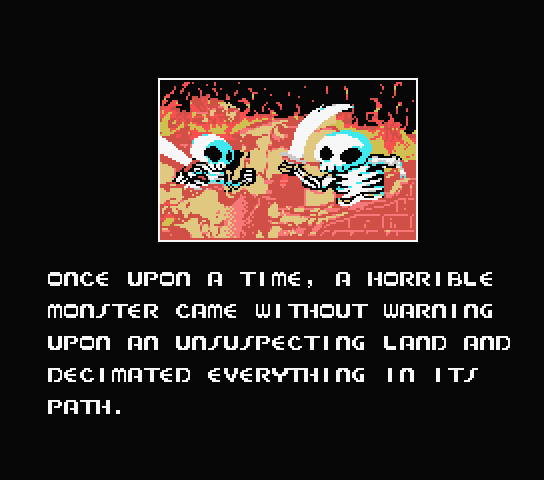 ONCE UPON A TIME, A HORRIBLE
MONSTER CAME WITHOUT WARNING
UPON AN UNSUSPECTING LAND AND
DECIMATED EVERYTHING IN ITS
PATH.